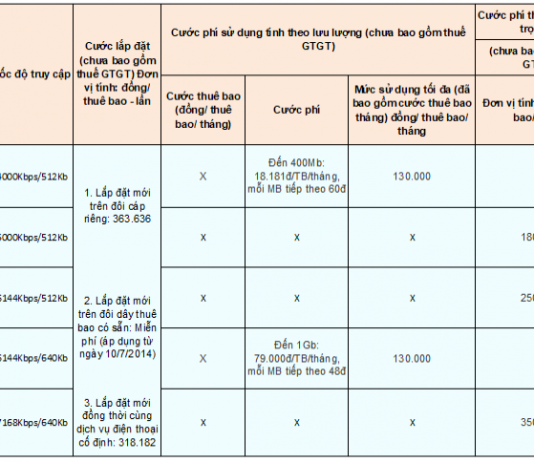 ốc độ truy cập
Cước lắp đặt
(chưa bao gồm
thuế GTGT) Đơn
vị tính: đồng/
thuê bao - lần
Cước phí sử dụng tính theo lưu lượng (chưa bao gồm thuế
GTGT)
Cước phí th
trọ
(chưa ba
GT
Cước thuê bao
(đồng/ thuê
bao/ tháng)
Cước phí
Mức sử dụng tối đa (đã
bao gồm cước thuê bao
tháng) đồng/ thuê bao/
tháng
Đơn vị tính
bao/
000Kbps/512Kb
X
Đến 400Mb:
18.181đ/TB/tháng,
mỗi MB tiếp theo 60đ
130.000
1. Lắp đặt mới
trên đôi cáp
riêng: 363.636
000Kbps/512Kb
X
X
X
180
144Kbps/512Kb
X
X
X
250
2. Lắp đặt mới
trên đôi dây thuê
bao có sẵn: Miễn
phí (áp dụng từ
ngày 10/7/2014)
144Kbps/640Kb
X
Đến 1Gb:
79.000đ/TB/tháng,
mỗi MB tiếp theo 48đ
130.000
3. Lắp đặt mới
đồng thời cùng
dịch vụ điện thoại
cố định: 318.182
7168Kbps/640Kb
X
X
X
350